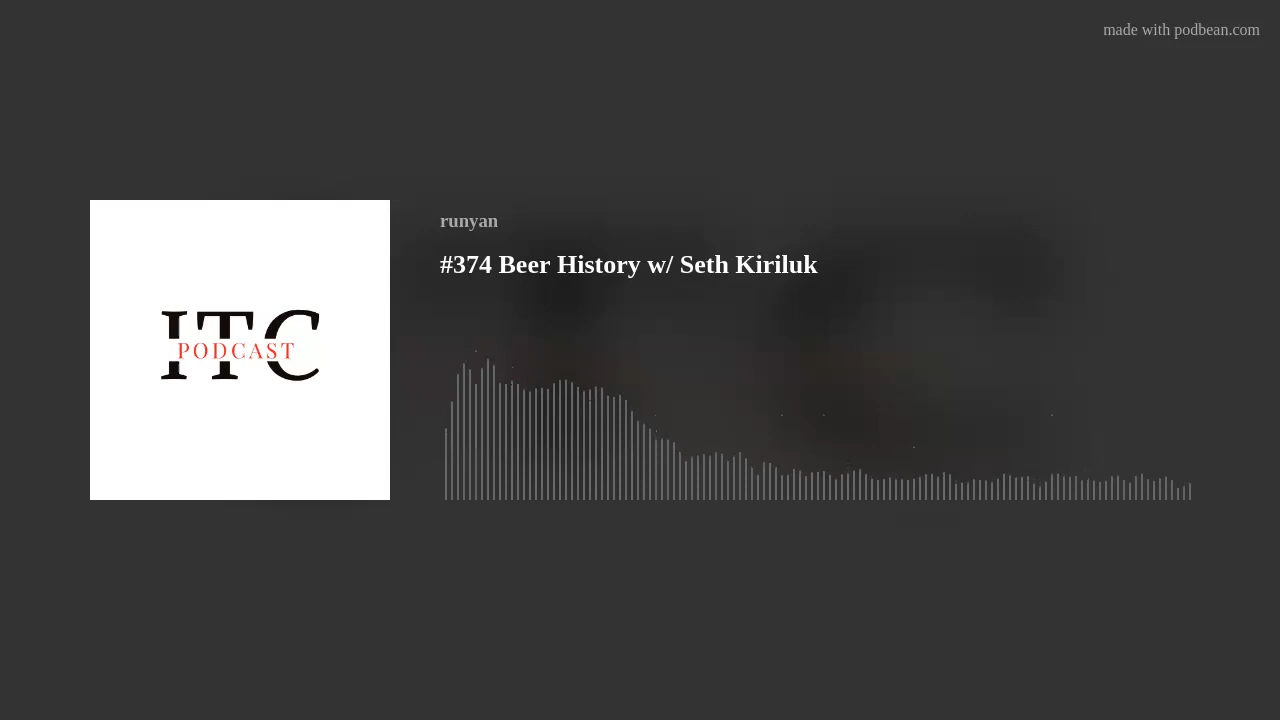 made with podbean.com
runyan
#374 Beer History w/ Seth Kiriluk
ITC
PODCAST